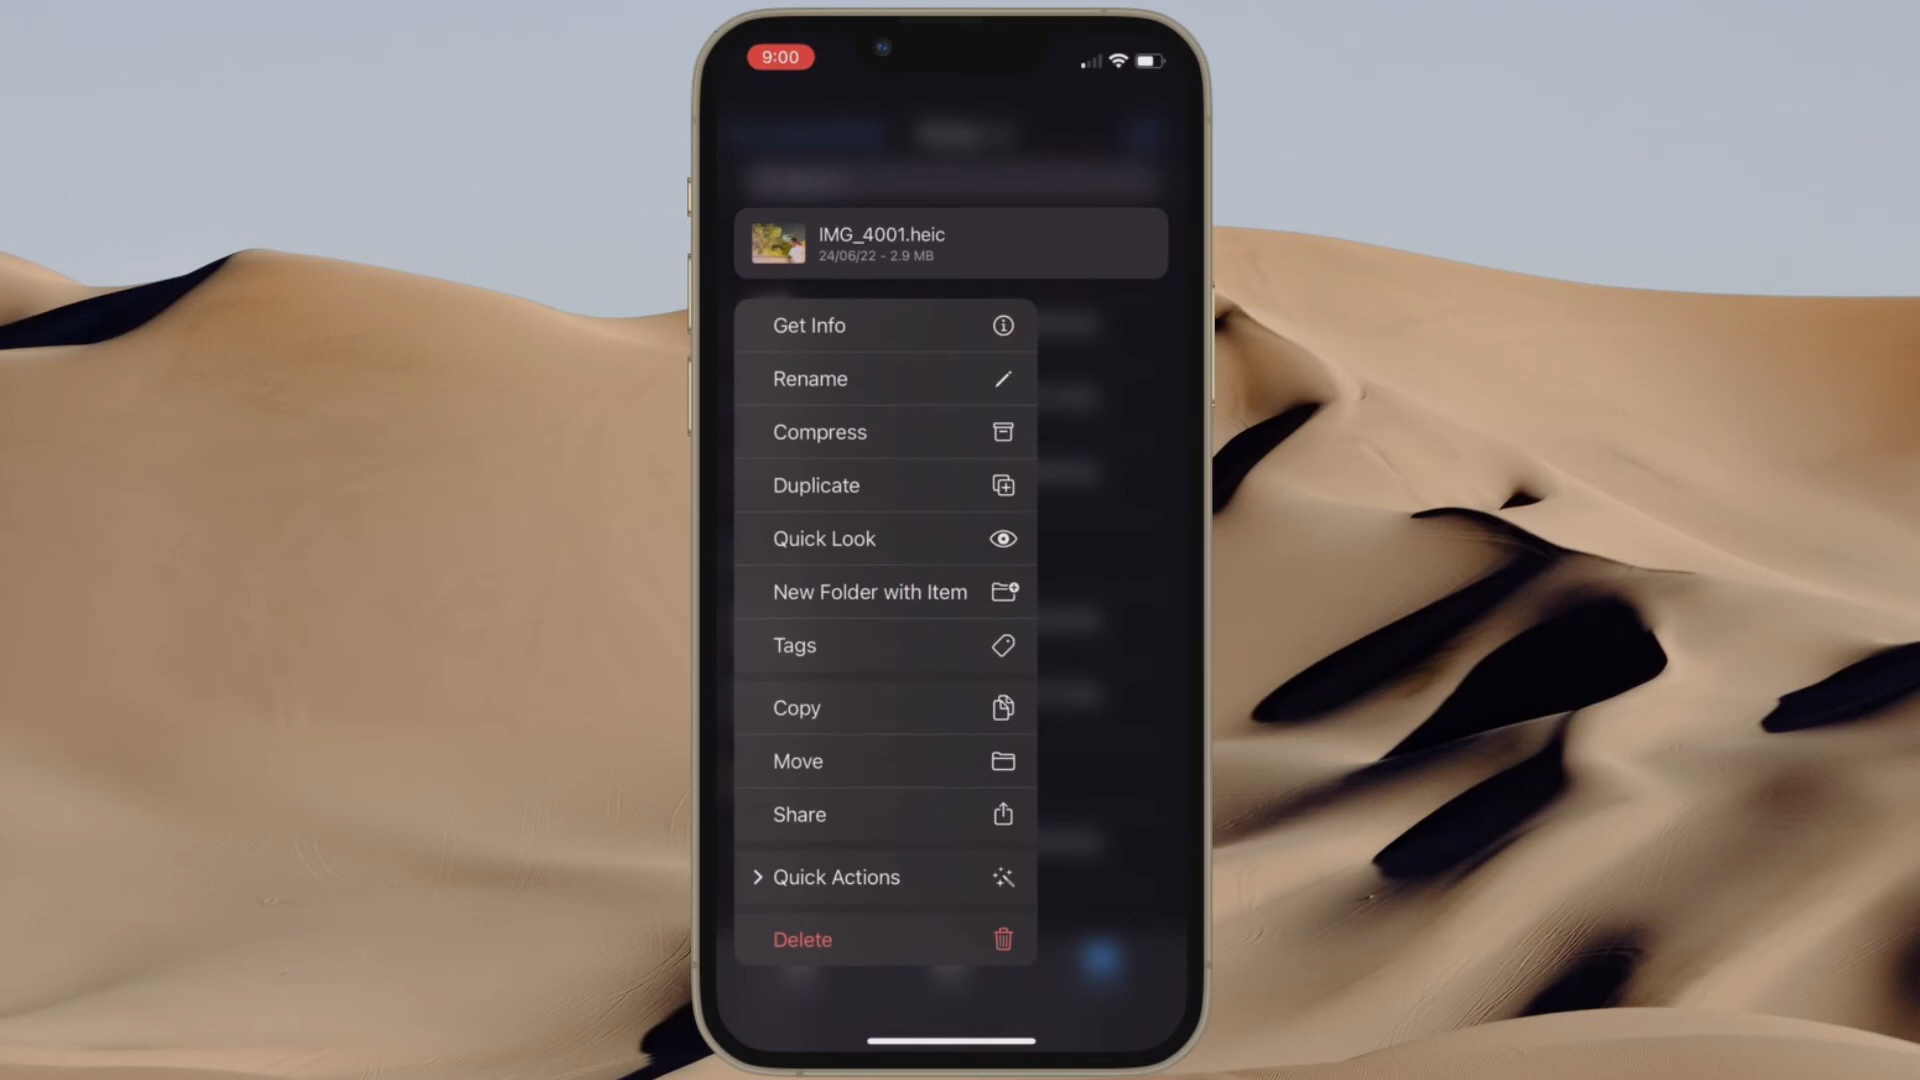 9:00
IMG_4001.heic
24/06/22 - 2.9 MB
Get Info
Rename
Compress
Duplicate
Quick Look
New Folder with Item
Tags
Copy
Move
Share
Quick Actions
Delete